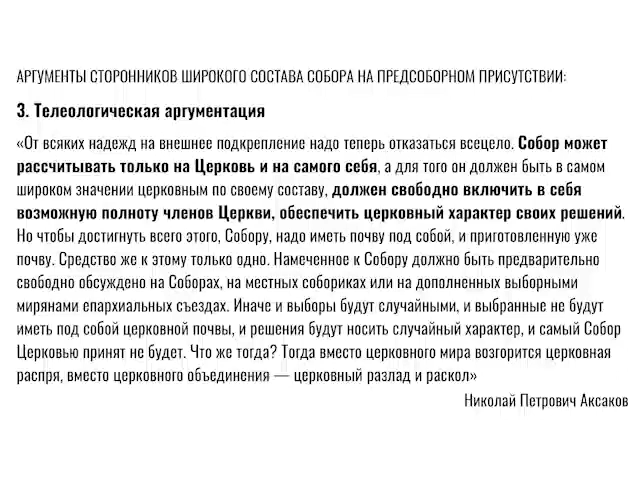 АРГУМЕНТЫ СТОРОННИКОВ ШИРОКОГО СОСТАВА СОБОРА НА ПРЕДСОБОРНОМ ПРИСУТСТВИИ:
3. Телеологическая аргументация
«От всяких надежд на внешнее подкрепление надо теперь отказаться всецело. Собор может
рассчитывать только на Церковь и на самого себя, а для того он должен быть в самом
широком значении церковным по своему составу, должен свободно включить в себя
возможную полноту членов Церкви, обеспечить церковный характер своих решений.
Но чтобы достигнуть всего этого, Собору, надо иметь почву под собой, и приготовленную уже
почву. Средство же к этому только одно. Намеченное к Собору должно быть предварительно
свободно обсуждено на Соборах, на местных собориках или на дополненных выборными
мирянами епархиальных съездах. Иначе и выборы будут случайными, и выбранные не будут
иметь под собой церковной почвы, и решения будут носить случайный характер, и самый Собор
Церковью принят не будет. Что же тогда? Тогда вместо церковного мира возгорится церковная
распря, вместо церковного объединения — церковный разлад и раскол»
Николай Петрович Аксаков